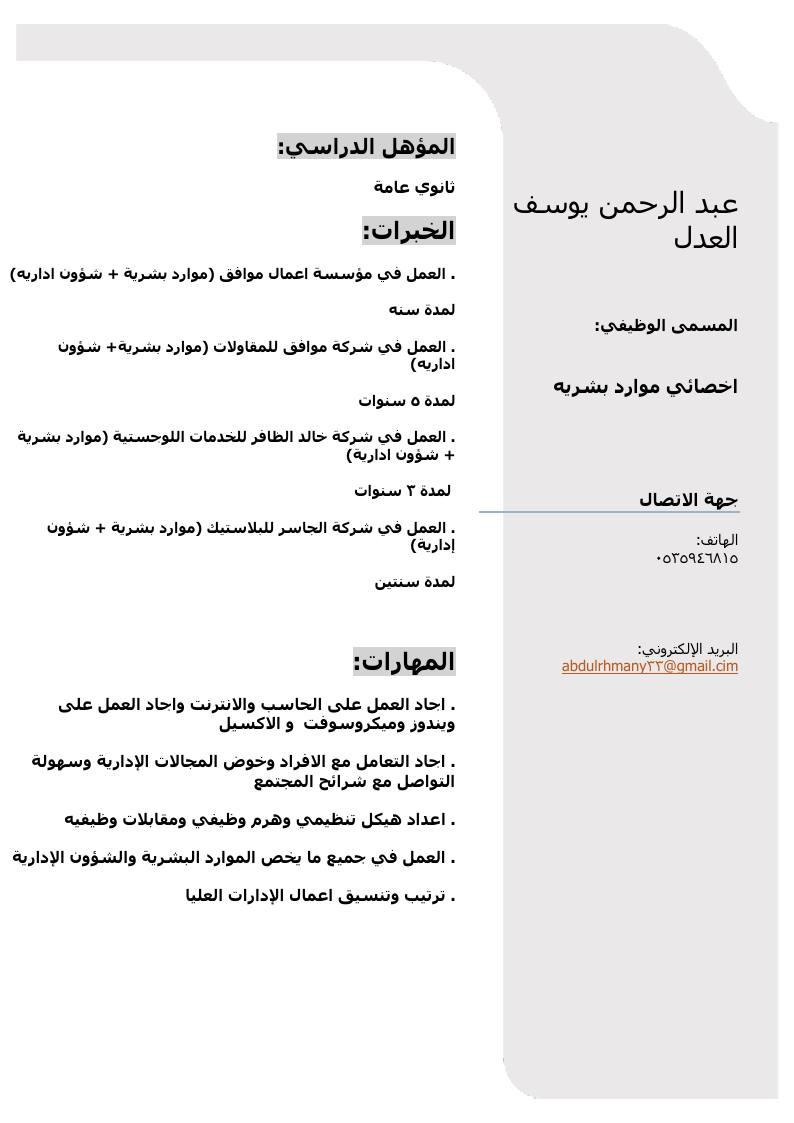 عبد الرحمن يوسف
العدل
المسمى الوظيفي:
اخصائي موارد بشريه
جهة الاتصال
الهاتف:
٠٥٣٥٩٤٦٨١٥
البريد الإلكتروني:
abdulrhmany٣٣@gmail.cim
المؤهل الدراسي:
ثانوي عامة
الخبرات:
. العمل في مؤسسة اعمال موافق (موارد بشرية + شؤون اداريه)
لمدة سنه
. العمل في شركة موافق للمقاولات (موارد بشرية+ شؤون
اداريه)
لمدة ٥ سنوات
. العمل في شركة خالد الظافر للخدمات اللوجستية (موارد بشرية
+ شؤون ادارية)
لمدة ٣ سنوات
. العمل في شركة الجاسر للبلاستيك (موارد بشرية + شؤون
إدارية)
لمدة سنتين
المهارات:
. اجاد العمل على الحاسب والانترنت واجاد العمل على
ويندوز وميكروسوفت و الاكسيل
. اجاد التعامل مع الافراد وخوض المجالات الإدارية وسهولة
التواصل مع شرائح المجتمع
. اعداد هيكل تنظيمي وهرم وظيفي ومقابلات وظيفيه
. العمل في جميع ما يخص الموارد البشرية والشؤون الإدارية
. ترتيب وتنسيق اعمال الإدارات العليا